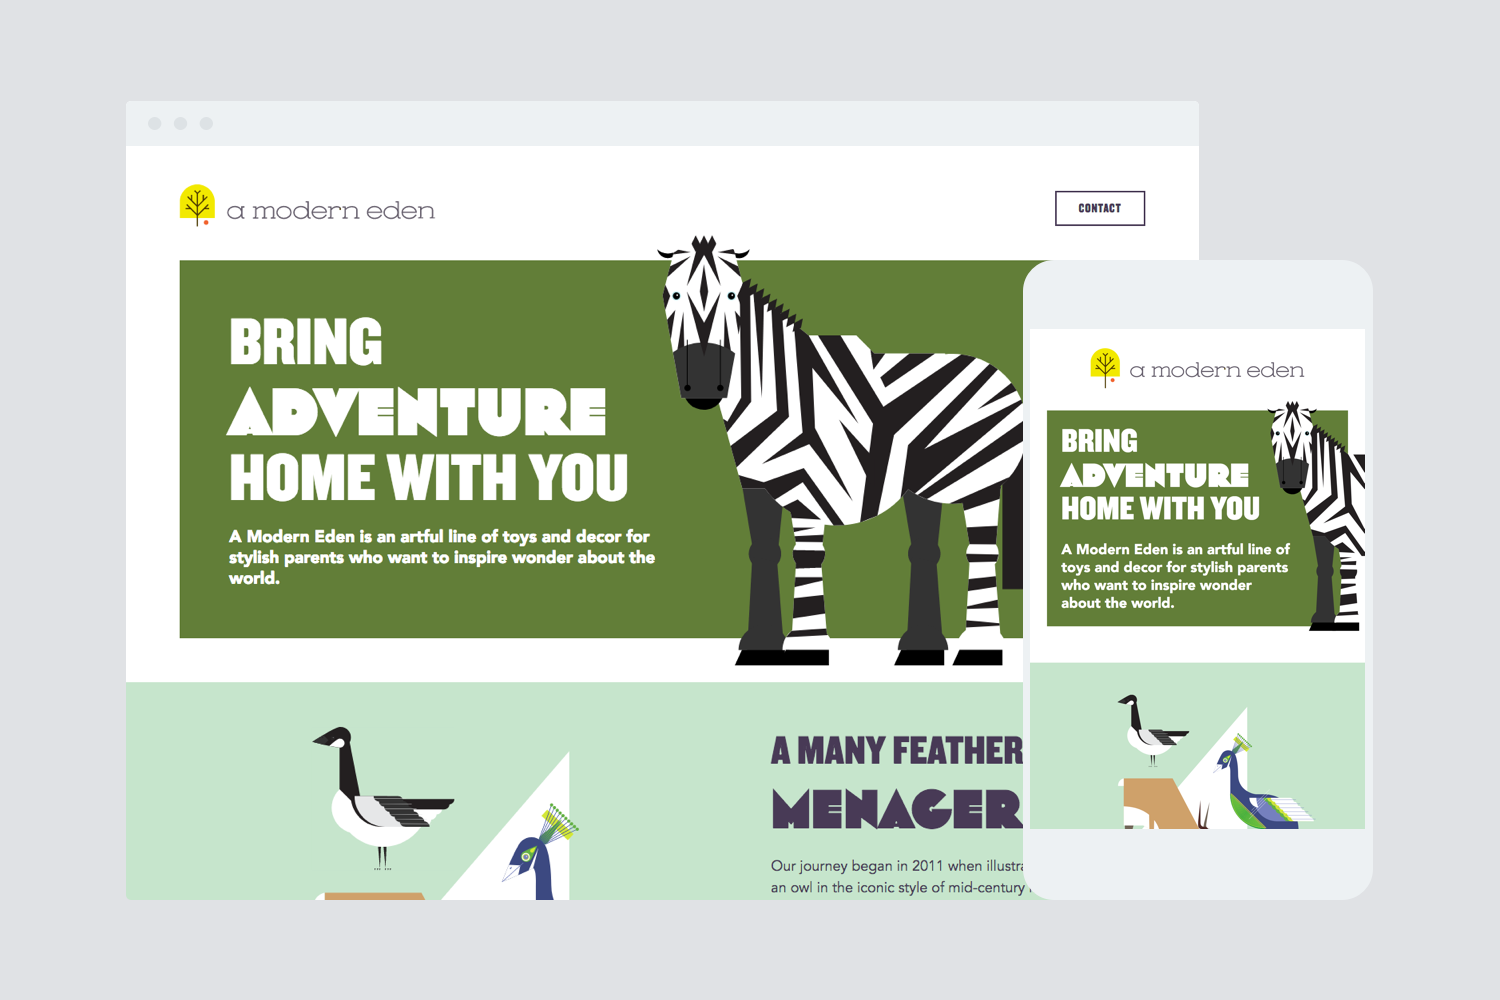 a modern eden
CONTACT
BRING
ADVENTURE
HOME WITH YOU
A Modern Eden is an artful line of toys and decor for
stylish parents who want to inspire wonder about the
world.
A MANY FEATHER
MENAGER
Our journey began in 2011 when illustra
an owl in the iconic style of mid-century
a modern eden
BRING
ADVENTURE
HOME WITH YOU
A Modern Eden is an artful line of
toys and decor for stylish parents
who want to inspire wonder
about the world.